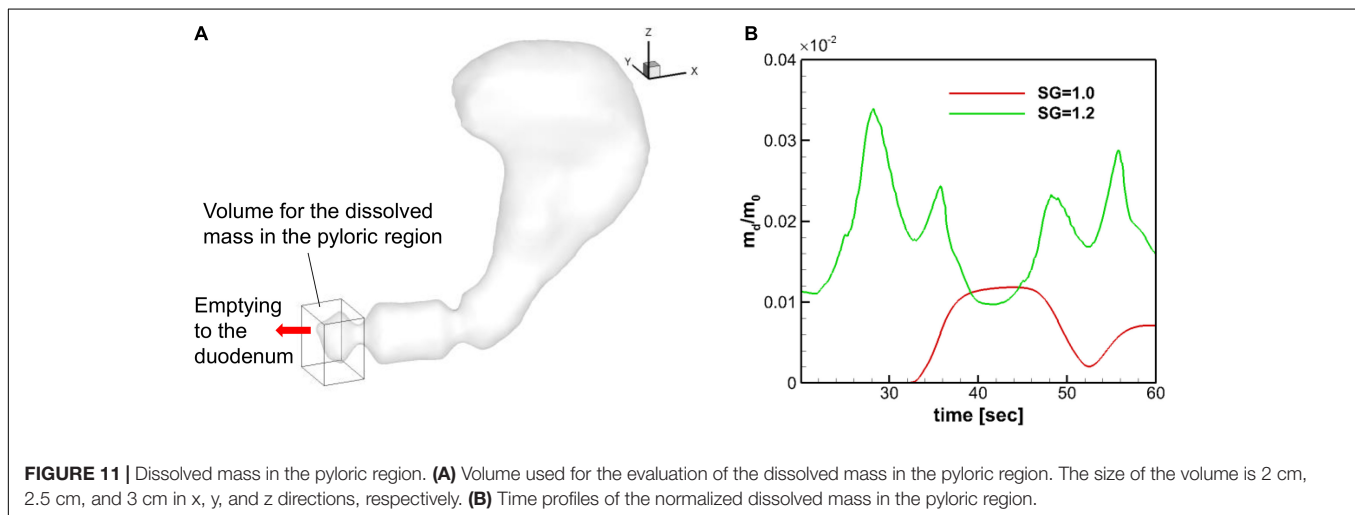 A
Z
Y
X
Volume for the dissolved
mass in the pyloric region
Emptying
to the
duodenum
B
×10⁻²
0.04
0.03
0.02
0.01
0
m_d/m_0
SG=1.0
SG=1.2
30
40
50
60
time [sec]
FIGURE 11 | Dissolved mass in the pyloric region. (A) Volume used for the evaluation of the dissolved mass in the pyloric region. The size of the volume is 2 cm,
2.5 cm, and 3 cm in x, y, and z directions, respectively. (B) Time profiles of the normalized dissolved mass in the pyloric region.